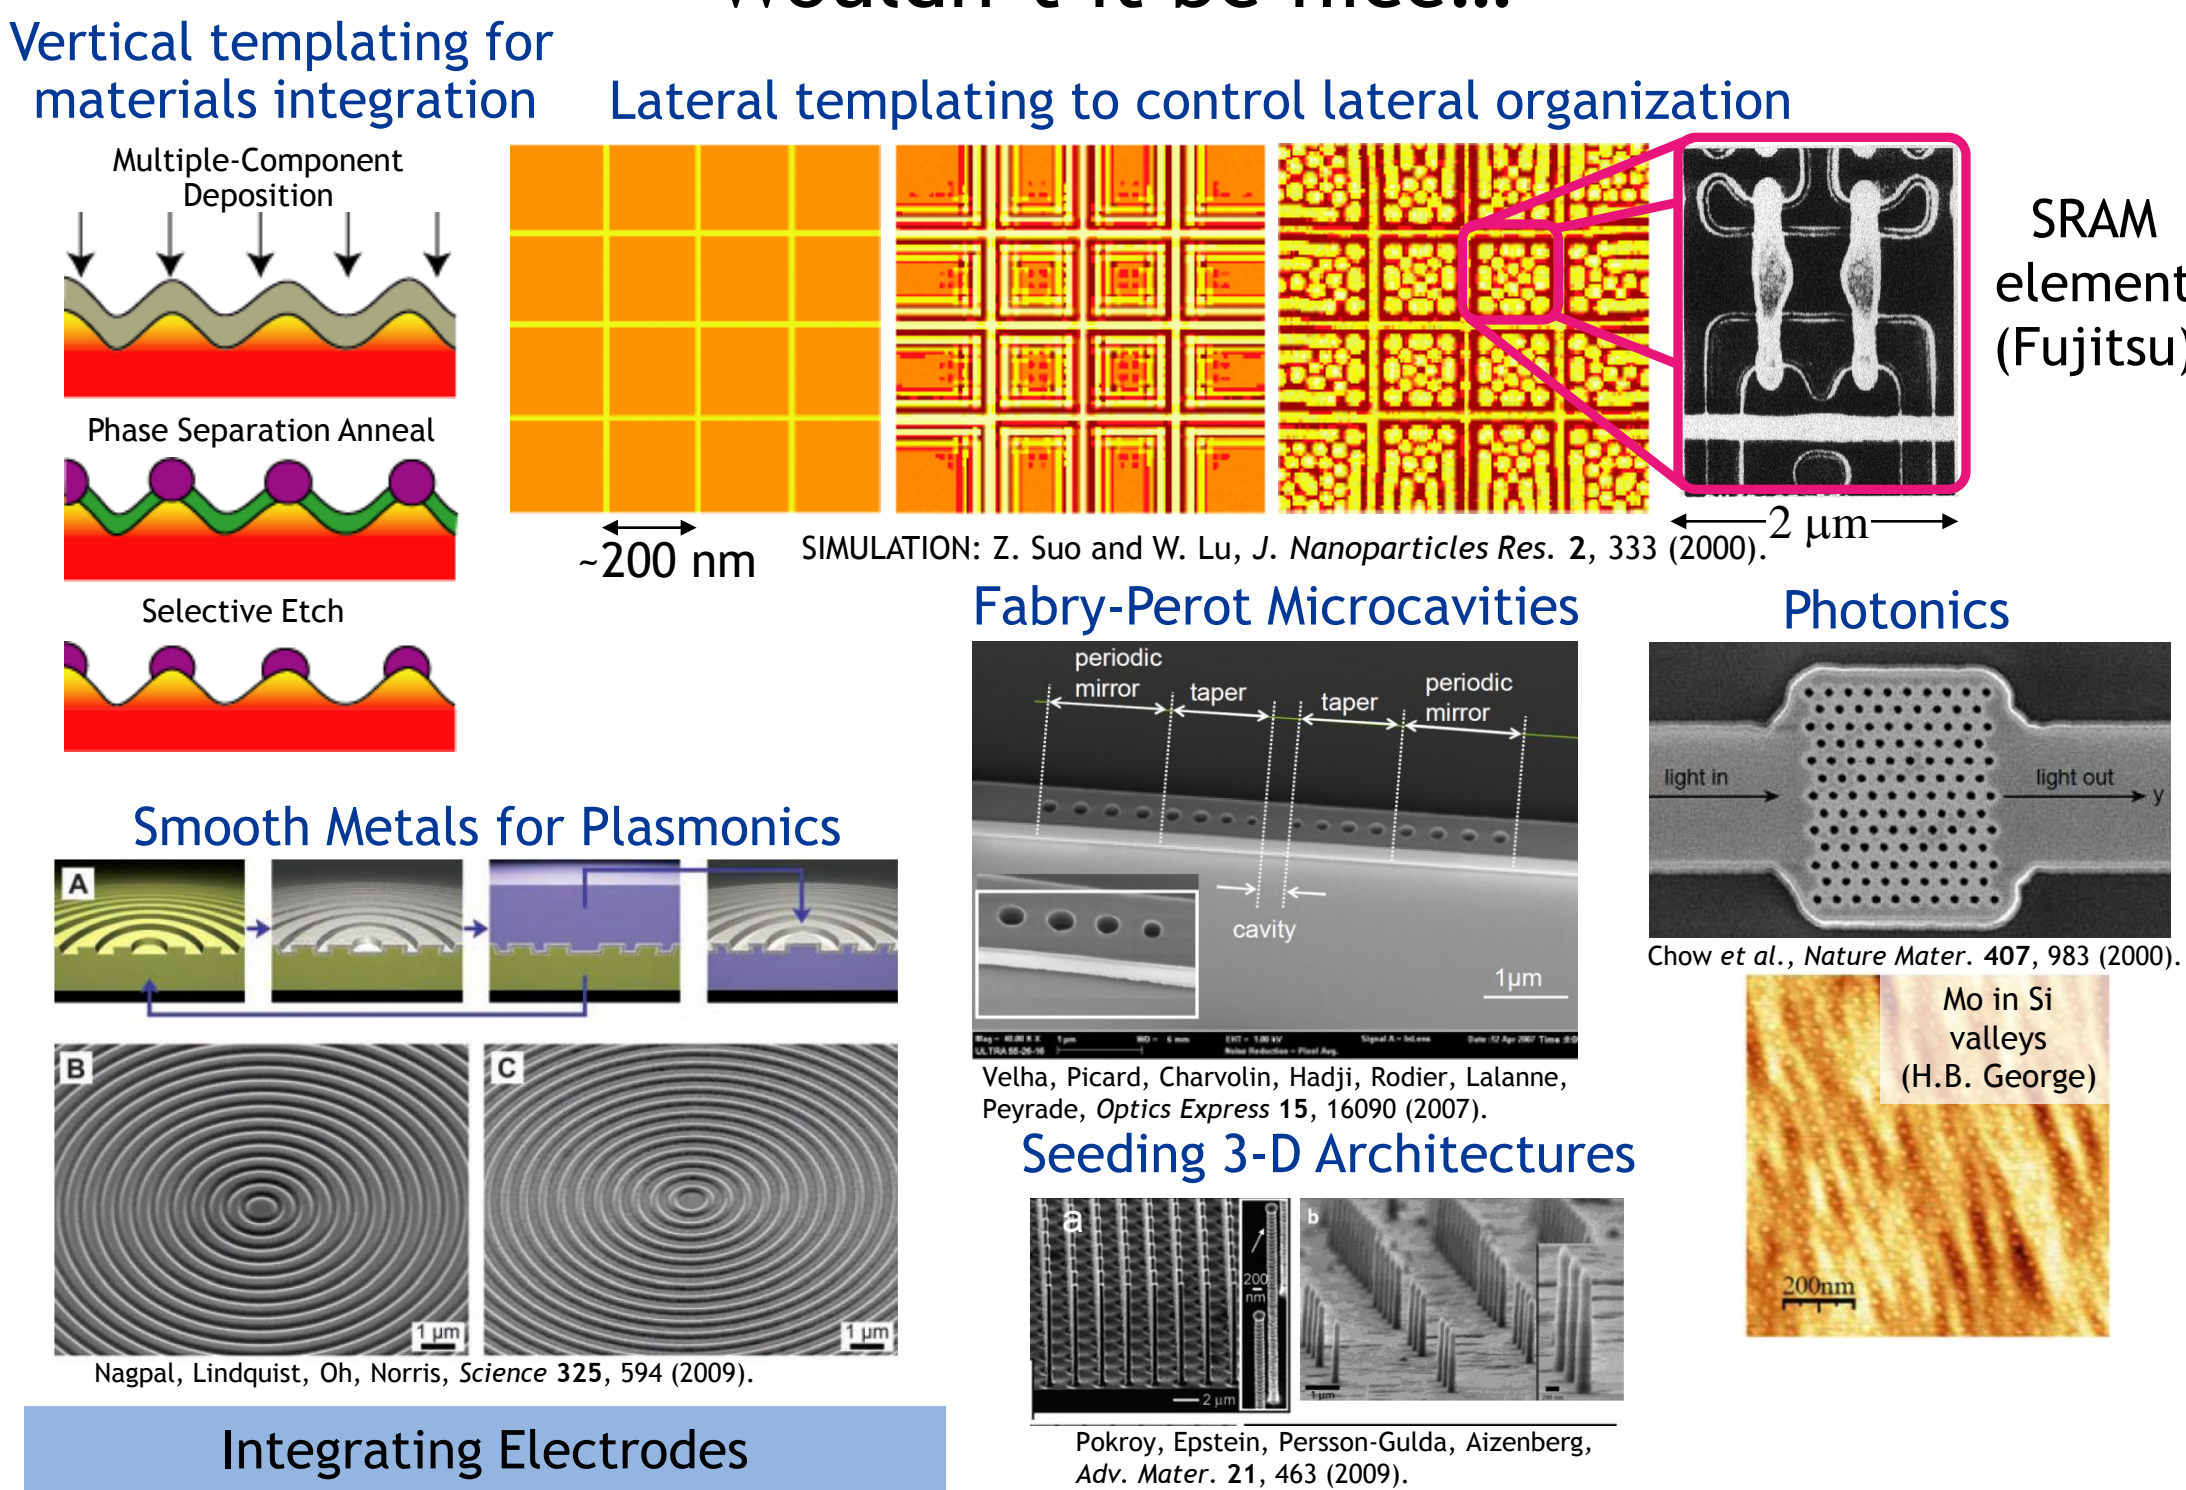 Wouldn't it be nice...
Vertical templating for
materials integration
Lateral templating to control lateral organization
Multiple-Component
Deposition
Phase Separation Anneal
Selective Etch
SRAM
element
(Fujitsu)
~200 nm
2 μm
SIMULATION: Z. Suo and W. Lu, J. Nanoparticles Res. 2, 333 (2000).
Fabry-Perot Microcavities
periodic
mirror
taper
taper
periodic
mirror
cavity
1μm
Velha, Picard, Charvolin, Hadji, Rodier, Lalanne,
Peyrade, Optics Express 15, 16090 (2007).
Photonics
light in
light out
y
Chow et al., Nature Mater. 407, 983 (2000).
Mo in Si
valleys
(H.B. George)
200nm
Smooth Metals for Plasmonics
A
B
C
1 μm
1 μm
Nagpal, Lindquist, Oh, Norris, Science 325, 594 (2009).
Seeding 3-D Architectures
a
200
nm
2 μm
b
1μm
Pokroy, Epstein, Persson-Gulda, Aizenberg,
Adv. Mater. 21, 463 (2009).
Integrating Electrodes